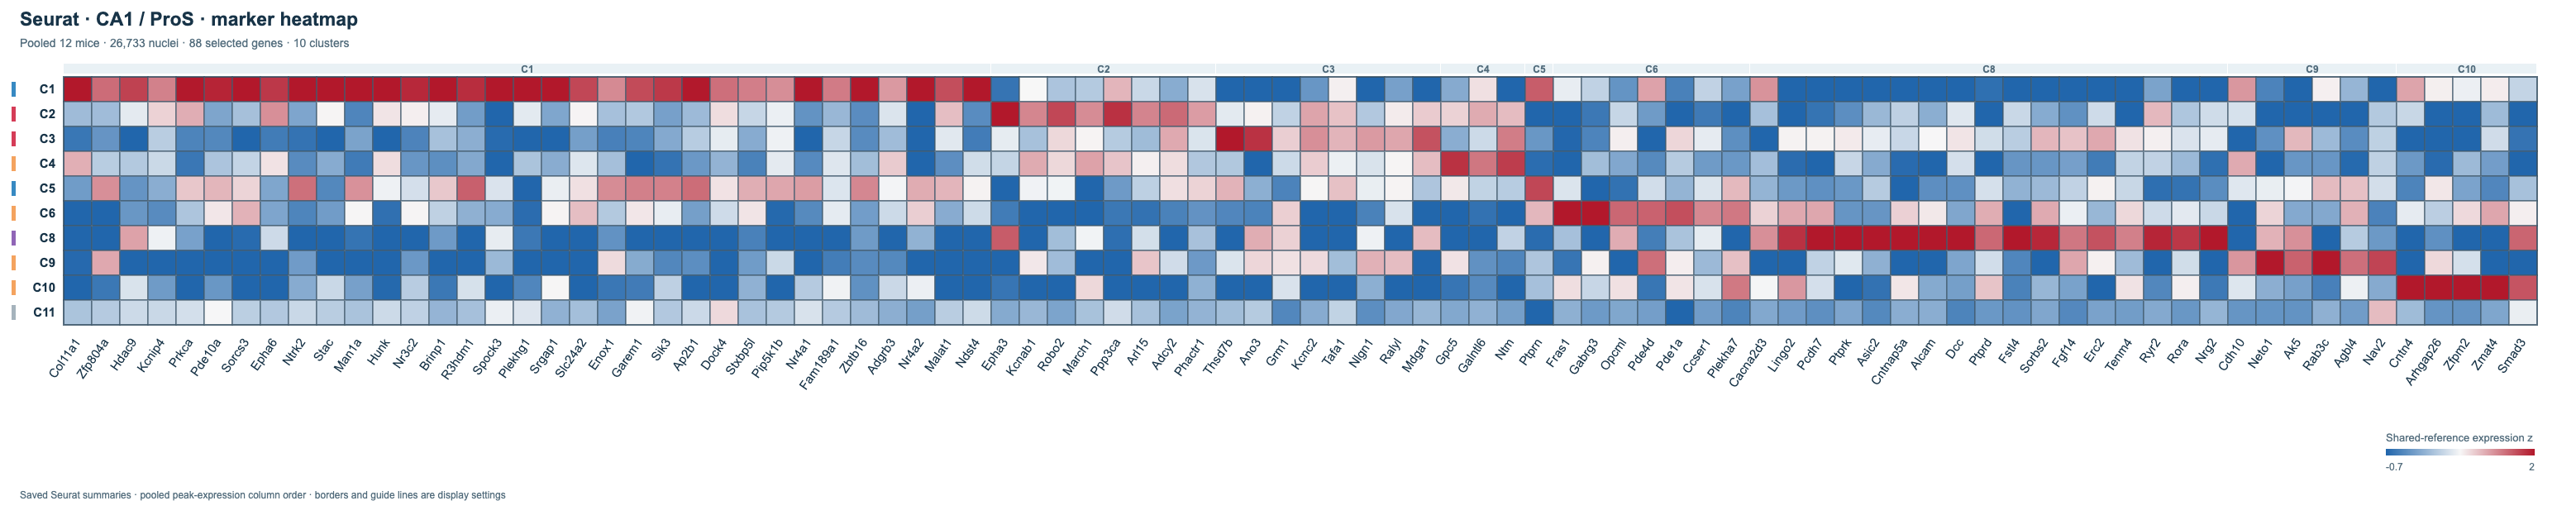 Seurat · CA1 / ProS · marker heatmap
Pooled 12 mice · 26,733 nuclei · 88 selected genes · 10 clusters
C1 C2 C3 C4 C5 C6 C8 C9 C10
C1
C2
C3
C4
C5
C6
C8
C9
C10
C11
Col11a1 Zfp804a Hdac9 Kcnip4 Prkca Pde10a Sorcs3 Epha6 Ntrk2 Stac Man1a Hunk Nr3c2 Brinp1 R3hdm1 Spock3 Plekhg1 Srgap1 Slc24a2 Enox1 Garem1 Sik3 Ap2b1 Dock4 Stxbp5l Pip5k1b Nr4a1 Fam189a1 Zbtb16 Adgrb3 Nr4a2 Malat1 Ndst4 Epha3 Kcnab1 Robo2 March1 Ppp3ca Arl15 Adcy2 Phactr1 Thsd7b Ano3 Grm1 Kcnc2 Tafa1 Nlgn1 Ralyl Mdga1 Gpc5 Galntl6 Ntm Ptprn Fras1 Gabrg3 Opcml Pde4d Pde1a Ccser1 Plekha7 Cacna2d3 Lingo2 Pcdh7 Ptprk Asic2 Cntnap5a Alcam Dcc Ptprd Fstl4 Sorbs2 Fgf14 Erc2 Tenm4 Ryr2 Rora Nrg2 Cdh10 Neto1 Ak5 Rab3c Agbl4 Nav2 Cntn4 Arhgap26 Zfpm2 Zmat4 Smad3
Shared-reference expression z
-0.7 2
Saved Seurat summaries · pooled peak-expression column order · borders and guide lines are display settings